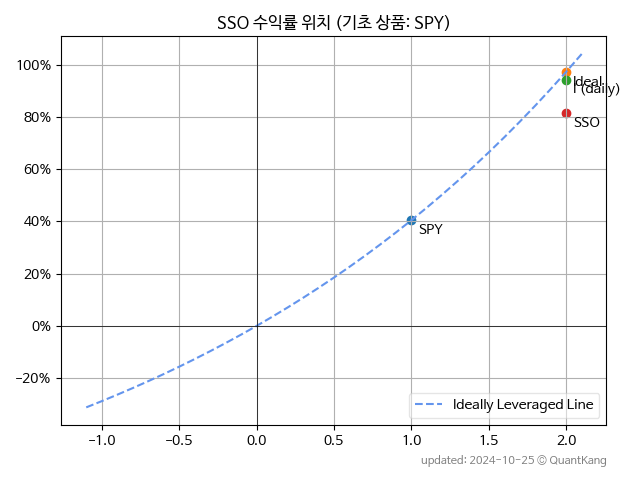 SSO 수익률 위치 (기초 상품: SPY)
100%
80%
60%
40%
20%
0%
−20%
Ideal
(daily)
SSO
SPY
Ideally Leveraged Line
−1.0
−0.5
0.0
0.5
1.0
1.5
2.0
updated: 2024-10-25 © QuantKang